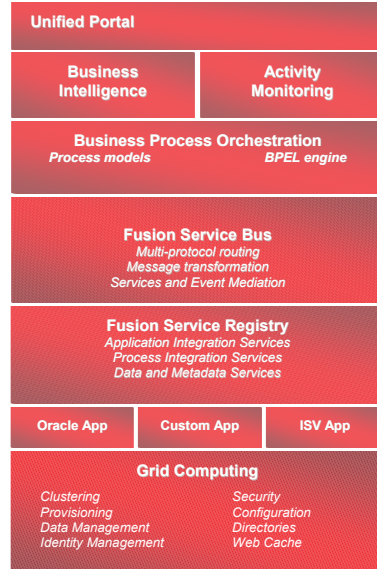 Unified Portal
Business
Intelligence
Activity
Monitoring
Business Process Orchestration
Process models BPEL engine
Fusion Service Bus
Multi-protocol routing
Message transformation
Services and Event Mediation
Fusion Service Registry
Application Integration Services
Process Integration Services
Data and Metadata Services
Oracle App Custom App ISV App
Grid Computing
Clustering Security
Provisioning Configuration
Data Management Directories
Identity Management Web Cache